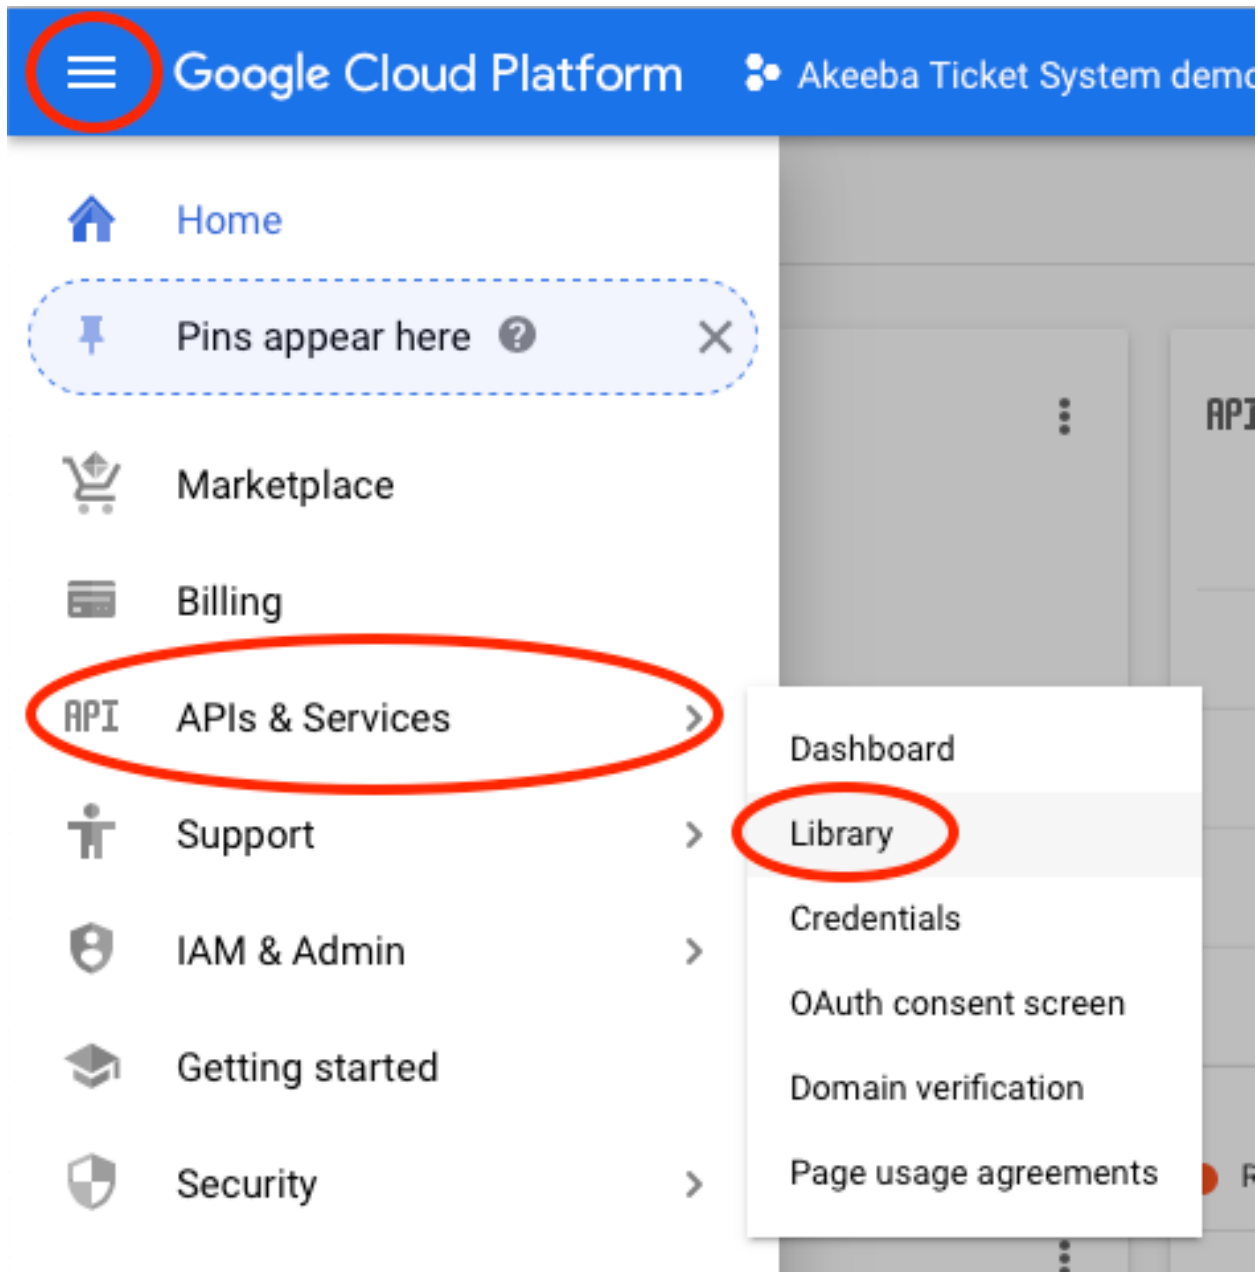 Google Cloud Platform
Akeeba Ticket System demo
Home
Pins appear here
Marketplace
Billing
API APIs & Services
Support
IAM & Admin
Getting started
Security
Dashboard
Library
Credentials
OAuth consent screen
Domain verification
Page usage agreements
API